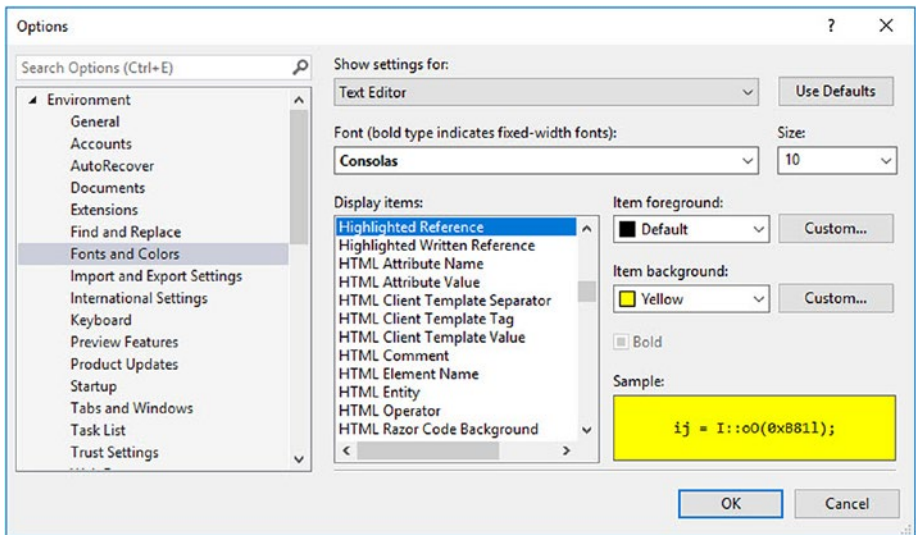 Options
? 
Search Options (Ctrl+E)
Environment
General
Accounts
AutoRecover
Documents
Extensions
Find and Replace
Fonts and Colors
Import and Export Settings
International Settings
Keyboard
Preview Features
Product Updates
Startup
Tabs and Windows
Task List
Trust Settings
Show settings for:
Text Editor
Use Defaults
Font (bold type indicates fixed-width fonts):
Size:
Consolas
10
Display items:
Highlighted Reference
Highlighted Written Reference
HTML Attribute Name
HTML Attribute Value
HTML Client Template Separator
HTML Client Template Tag
HTML Client Template Value
HTML Comment
HTML Element Name
HTML Entity
HTML Operator
HTML Razor Code Background
Item foreground:
Default
Custom...
Item background:
Yellow
Custom...
Bold
Sample:
ij = I::oO(0xB81l);
OK
Cancel